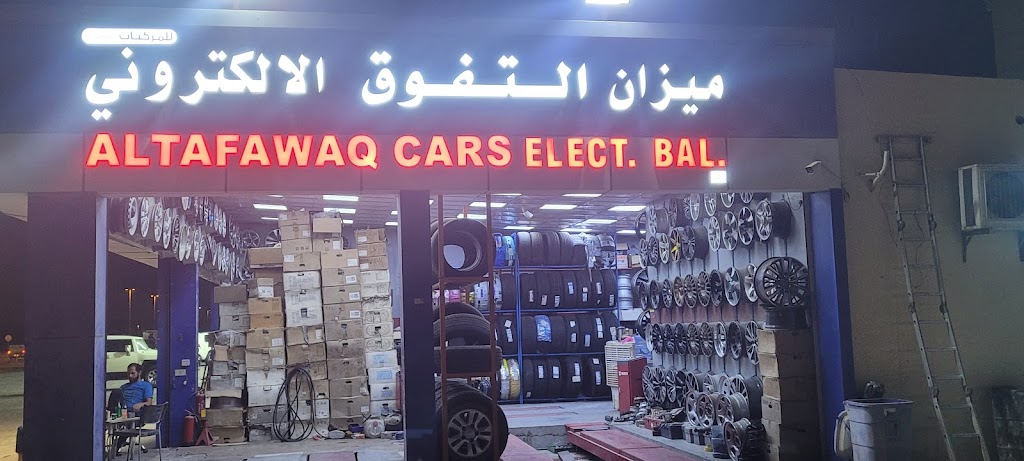 للمركبات
ميزان التفوق الالكتروني
ALTAFAWAQ CARS ELECT. BAL.